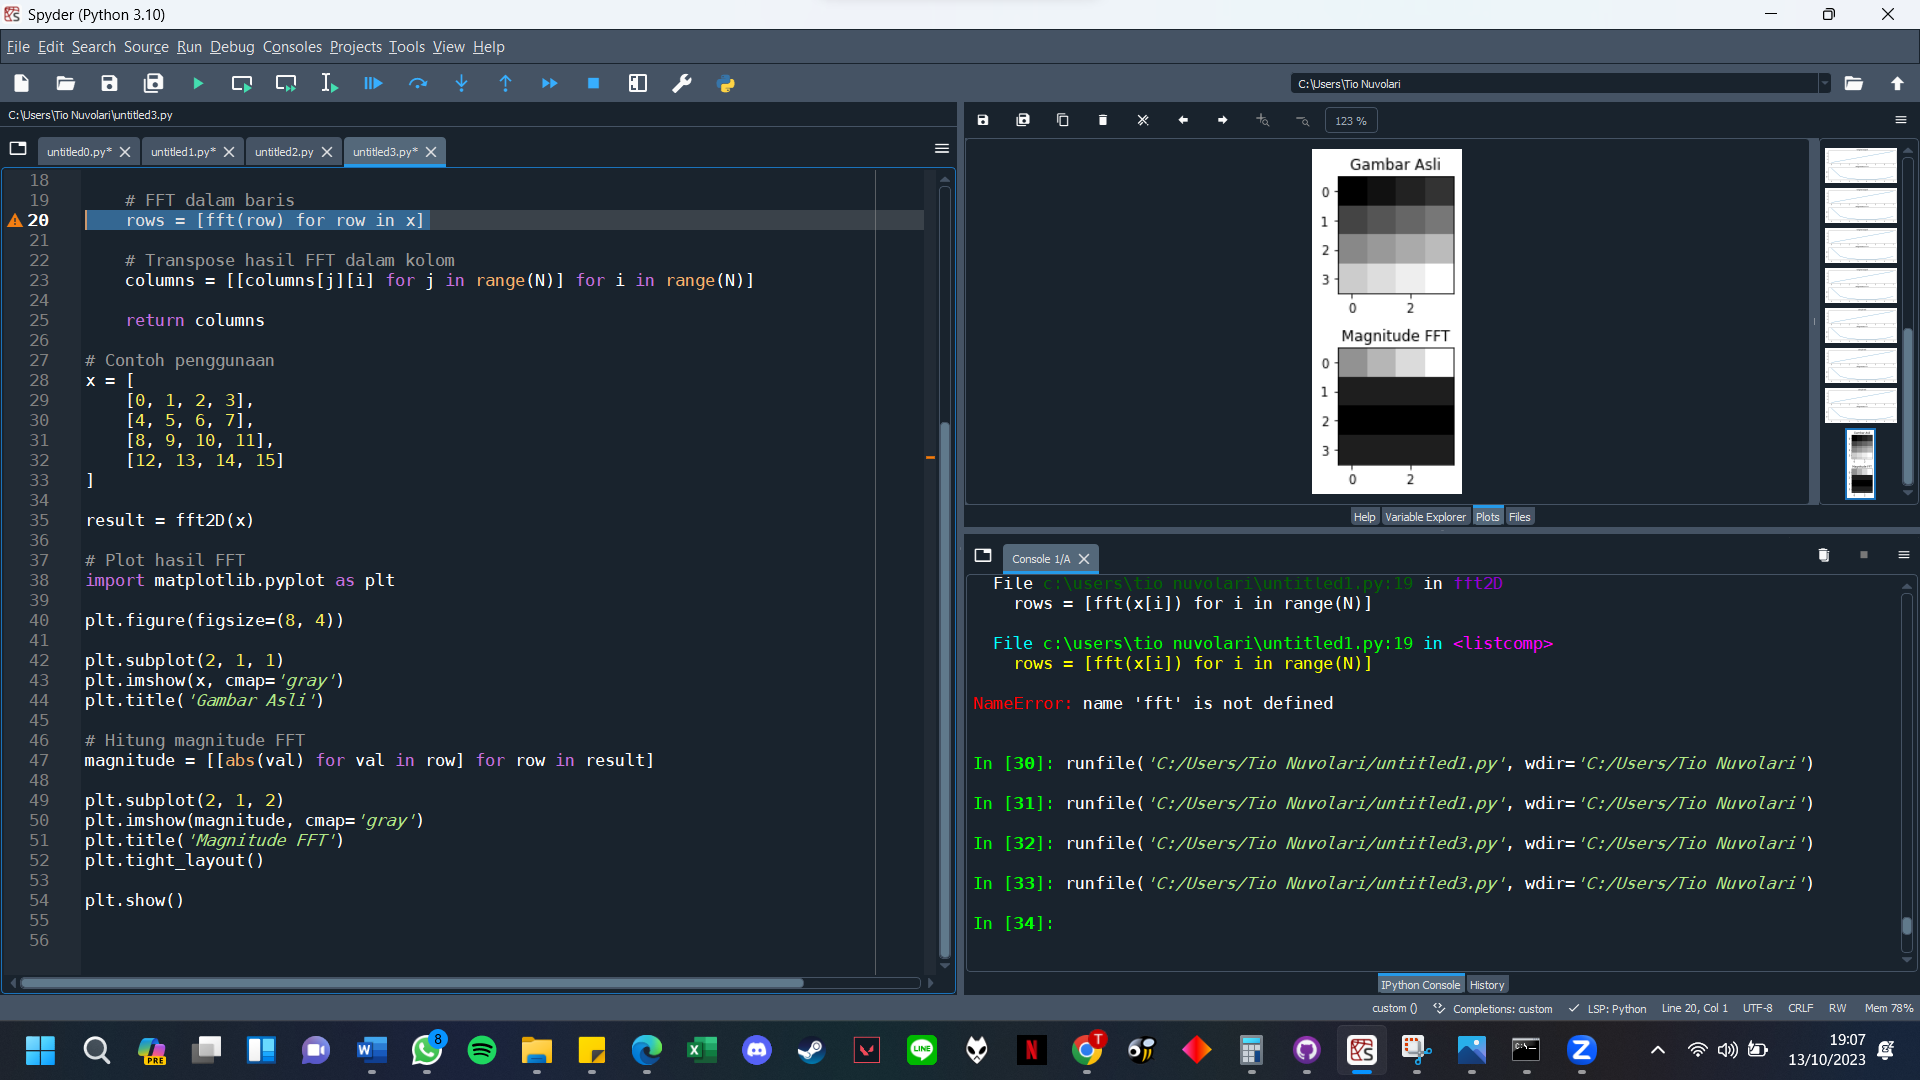 Spyder (Python 3.10)
File Edit Search Source Run Debug Consoles Projects Tools View Help
C:\Users\Tio Nuvolari
C:\Users\Tio Nuvolari\untitled3.py
untitled0.py* untitled1.py* untitled2.py untitled3.py*
18
19 # FFT dalam baris
20 rows = [fft(row) for row in x]
21
22 # Transpose hasil FFT dalam kolom
23 columns = [[columns[j][i] for j in range(N)] for i in range(N)]
24
25 return columns
26
27 # Contoh penggunaan
28 x = [
29 [0, 1, 2, 3],
30 [4, 5, 6, 7],
31 [8, 9, 10, 11],
32 [12, 13, 14, 15]
33 ]
34
35 result = fft2D(x)
36
37 # Plot hasil FFT
38 import matplotlib.pyplot as plt
39
40 plt.figure(figsize=(8, 4))
41
42 plt.subplot(2, 1, 1)
43 plt.imshow(x, cmap='gray')
44 plt.title('Gambar Asli')
45
46 # Hitung magnitude FFT
47 magnitude = [[abs(val) for val in row] for row in result]
48
49 plt.subplot(2, 1, 2)
50 plt.imshow(magnitude, cmap='gray')
51 plt.title('Magnitude FFT')
52 plt.tight_layout()
53
54 plt.show()
55
56
123 %
Gambar Asli
0
1
2
3
0 2
Magnitude FFT
0
1
2
3
0 2
Help Variable Explorer Plots Files
Console 1/A
File c:\users\tio nuvolari\untitled1.py:19 in fft2D
rows = [fft(x[i]) for i in range(N)]
File c:\users\tio nuvolari\untitled1.py:19 in <listcomp>
rows = [fft(x[i]) for i in range(N)]
NameError: name 'fft' is not defined
In [30]: runfile('C:/Users/Tio Nuvolari/untitled1.py', wdir='C:/Users/Tio Nuvolari')
In [31]: runfile('C:/Users/Tio Nuvolari/untitled1.py', wdir='C:/Users/Tio Nuvolari')
In [32]: runfile('C:/Users/Tio Nuvolari/untitled3.py', wdir='C:/Users/Tio Nuvolari')
In [33]: runfile('C:/Users/Tio Nuvolari/untitled3.py', wdir='C:/Users/Tio Nuvolari')
In [34]:
IPython Console History
custom () Completions: custom LSP: Python Line 20, Col 1 UTF-8 CRLF RW Mem 78%
PRE
8
LINE
T
19:07
13/10/2023